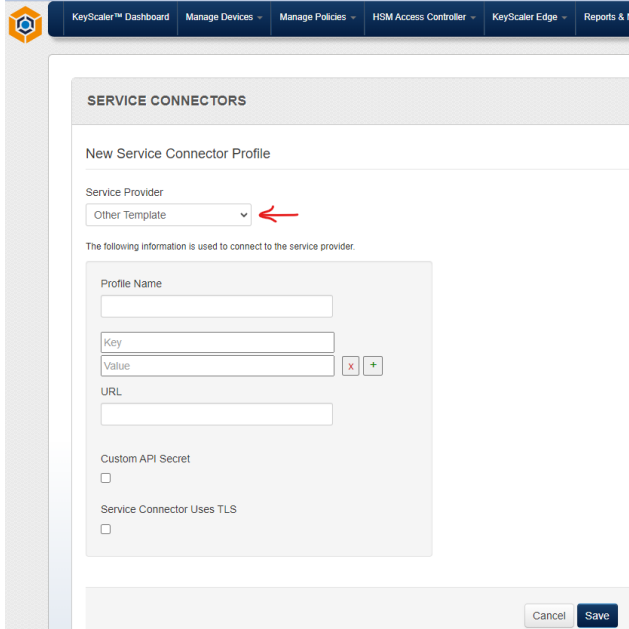 KeyScaler™ Dashboard Manage Devices Manage Policies HSM Access Controller KeyScaler Edge Reports &
SERVICE CONNECTORS
New Service Connector Profile
Service Provider
Other Template
The following information is used to connect to the service provider.
Profile Name
Key
Value
x +
URL
Custom API Secret
Service Connector Uses TLS
Cancel Save